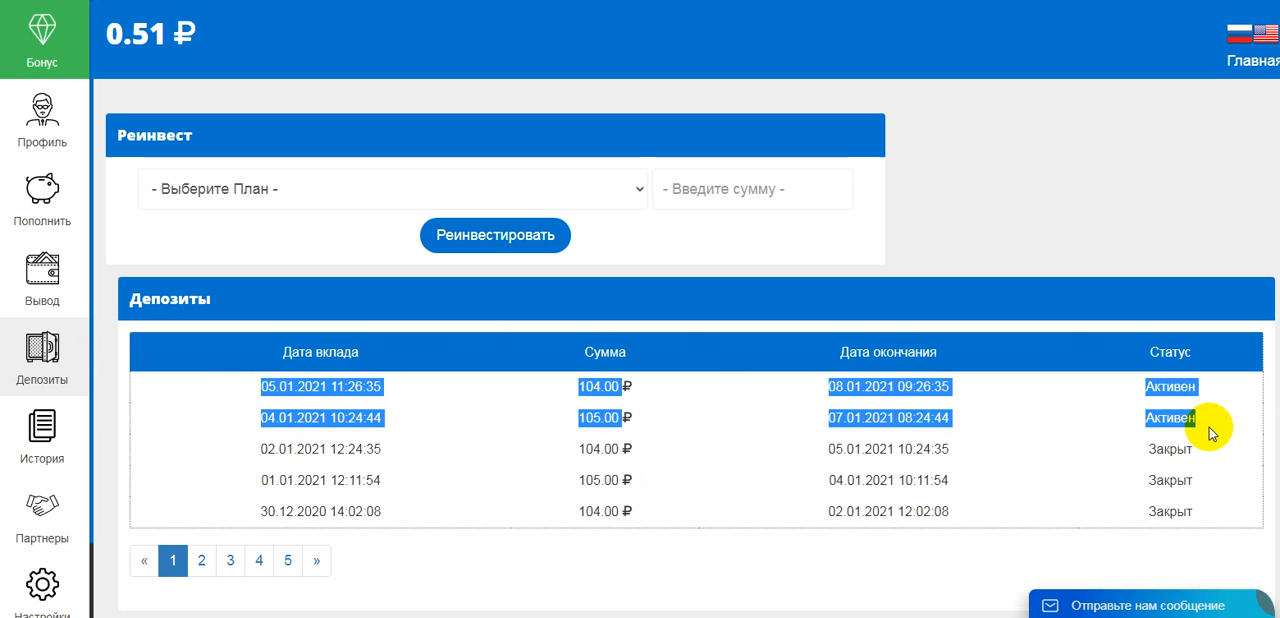 0.51 ₽
Главная
Бонус
Профиль
Пополнить
Вывод
Депозиты
История
Партнеры
Настройки
Реинвест
- Выберите План -
- Введите сумму -
Реинвестировать
Депозиты
Дата вклада Сумма Дата окончания Статус
05.01.2021 11:26:35 104.00 ₽ 08.01.2021 09:26:35 Активен
04.01.2021 10:24:44 105.00 ₽ 07.01.2021 08:24:44 Активен
02.01.2021 12:24:35 104.00 ₽ 05.01.2021 10:24:35 Закрыт
01.01.2021 12:11:54 105.00 ₽ 04.01.2021 10:11:54 Закрыт
30.12.2020 14:02:08 104.00 ₽ 02.01.2021 12:02:08 Закрыт
« 1 2 3 4 5 »
Отправьте нам сообщение